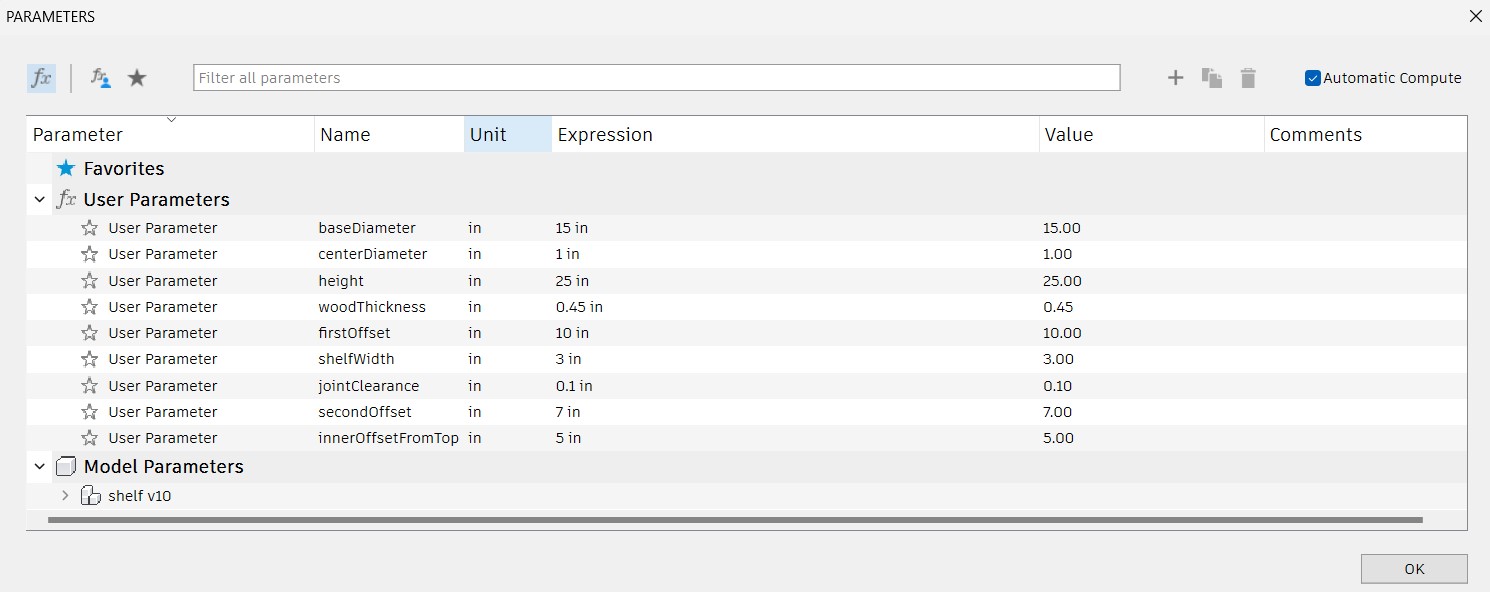 PARAMETERS
fx fx Filter all parameters Automatic Compute
Parameter Name Unit Expression Value Comments
Favorites
fx User Parameters
User Parameter baseDiameter in 15 in 15.00
User Parameter centerDiameter in 1 in 1.00
User Parameter height in 25 in 25.00
User Parameter woodThickness in 0.45 in 0.45
User Parameter firstOffset in 10 in 10.00
User Parameter shelfWidth in 3 in 3.00
User Parameter jointClearance in 0.1 in 0.10
User Parameter secondOffset in 7 in 7.00
User Parameter innerOffsetFromTop in 5 in 5.00
Model Parameters
shelf v10
OK